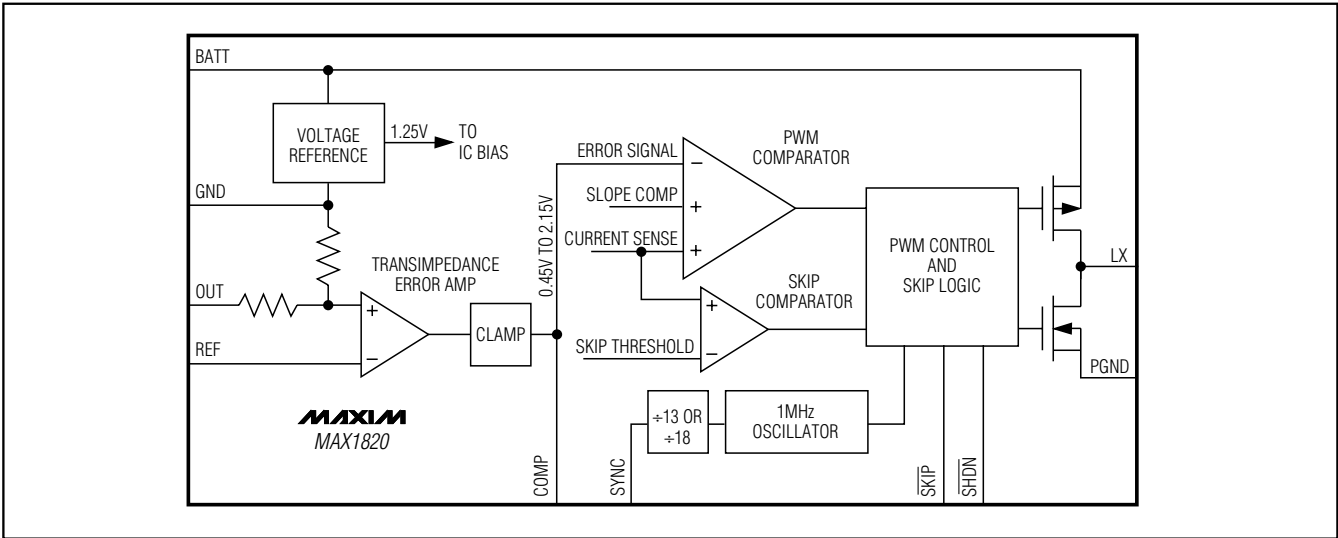 BATT
VOLTAGE
REFERENCE
1.25V
TO
IC BIAS
GND
OUT
REF
TRANSIMPEDANCE
ERROR AMP
+
−
CLAMP
0.45V TO 2.15V
ERROR SIGNAL
SLOPE COMP
CURRENT SENSE
−
+
+
PWM
COMPARATOR
SKIP THRESHOLD
+
−
SKIP
COMPARATOR
PWM CONTROL
AND
SKIP LOGIC
LX
PGND
÷13 OR
÷18
1MHz
OSCILLATOR
MAXIM
MAX1820
COMP
SYNC
SKIP
SHDN